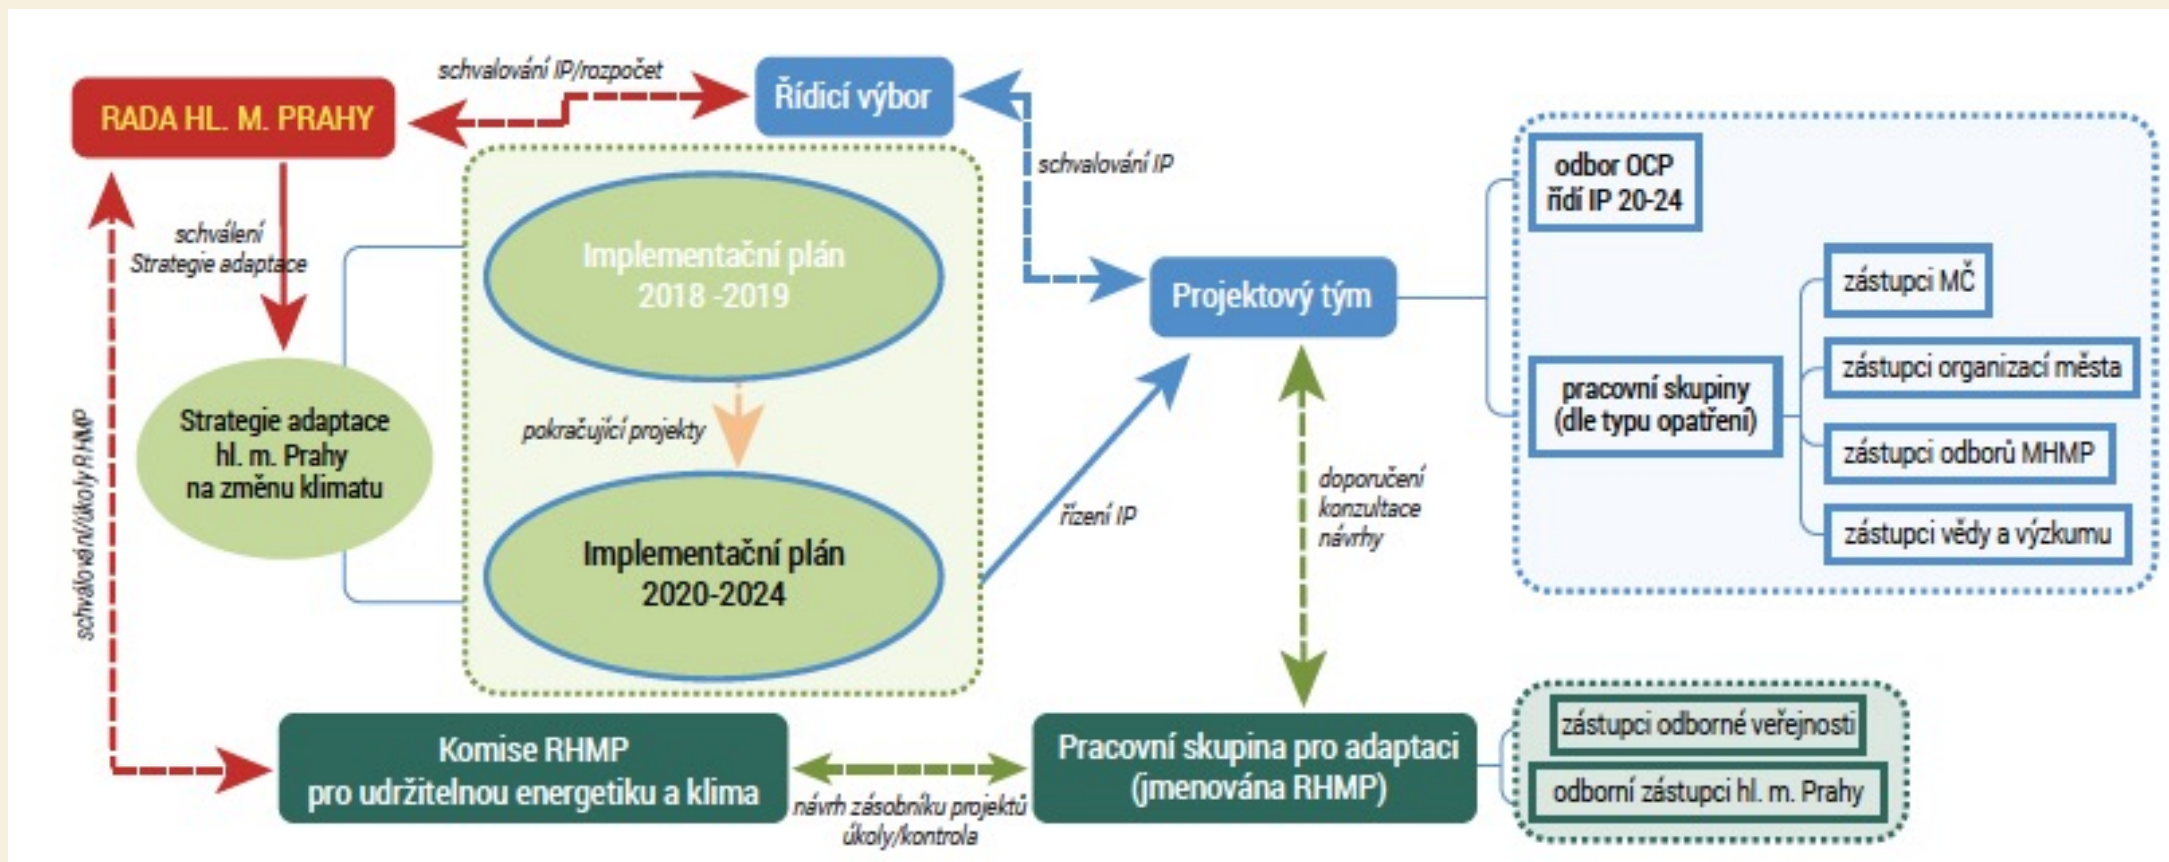 schvalování IP/rozpočet
RADA HL. M. PRAHY
Řídicí výbor
schvalování IP
schválení
Strategie adaptace
Implementační plán
2018 -2019
pokračující projekty
Strategie adaptace
hl. m. Prahy
na změnu klimatu
Implementační plán
2020-2024
řízení IP
Projektový tým
odbor OCP
řídí IP 20-24
pracovní skupiny
(dle typu opatření)
zástupci MČ
zástupci organizací města
zástupci odborů MHMP
zástupci vědy a výzkumu
doporučení
konzultace
návrhy
schválování/úkoly RHMP
Komise RHMP
pro udržitelnou energetiku a klima
návrh zásobníku projektů
úkoly/kontrola
Pracovní skupina pro adaptaci
(jmenována RHMP)
zástupci odborné veřejnosti
odborní zástupci hl. m. Prahy